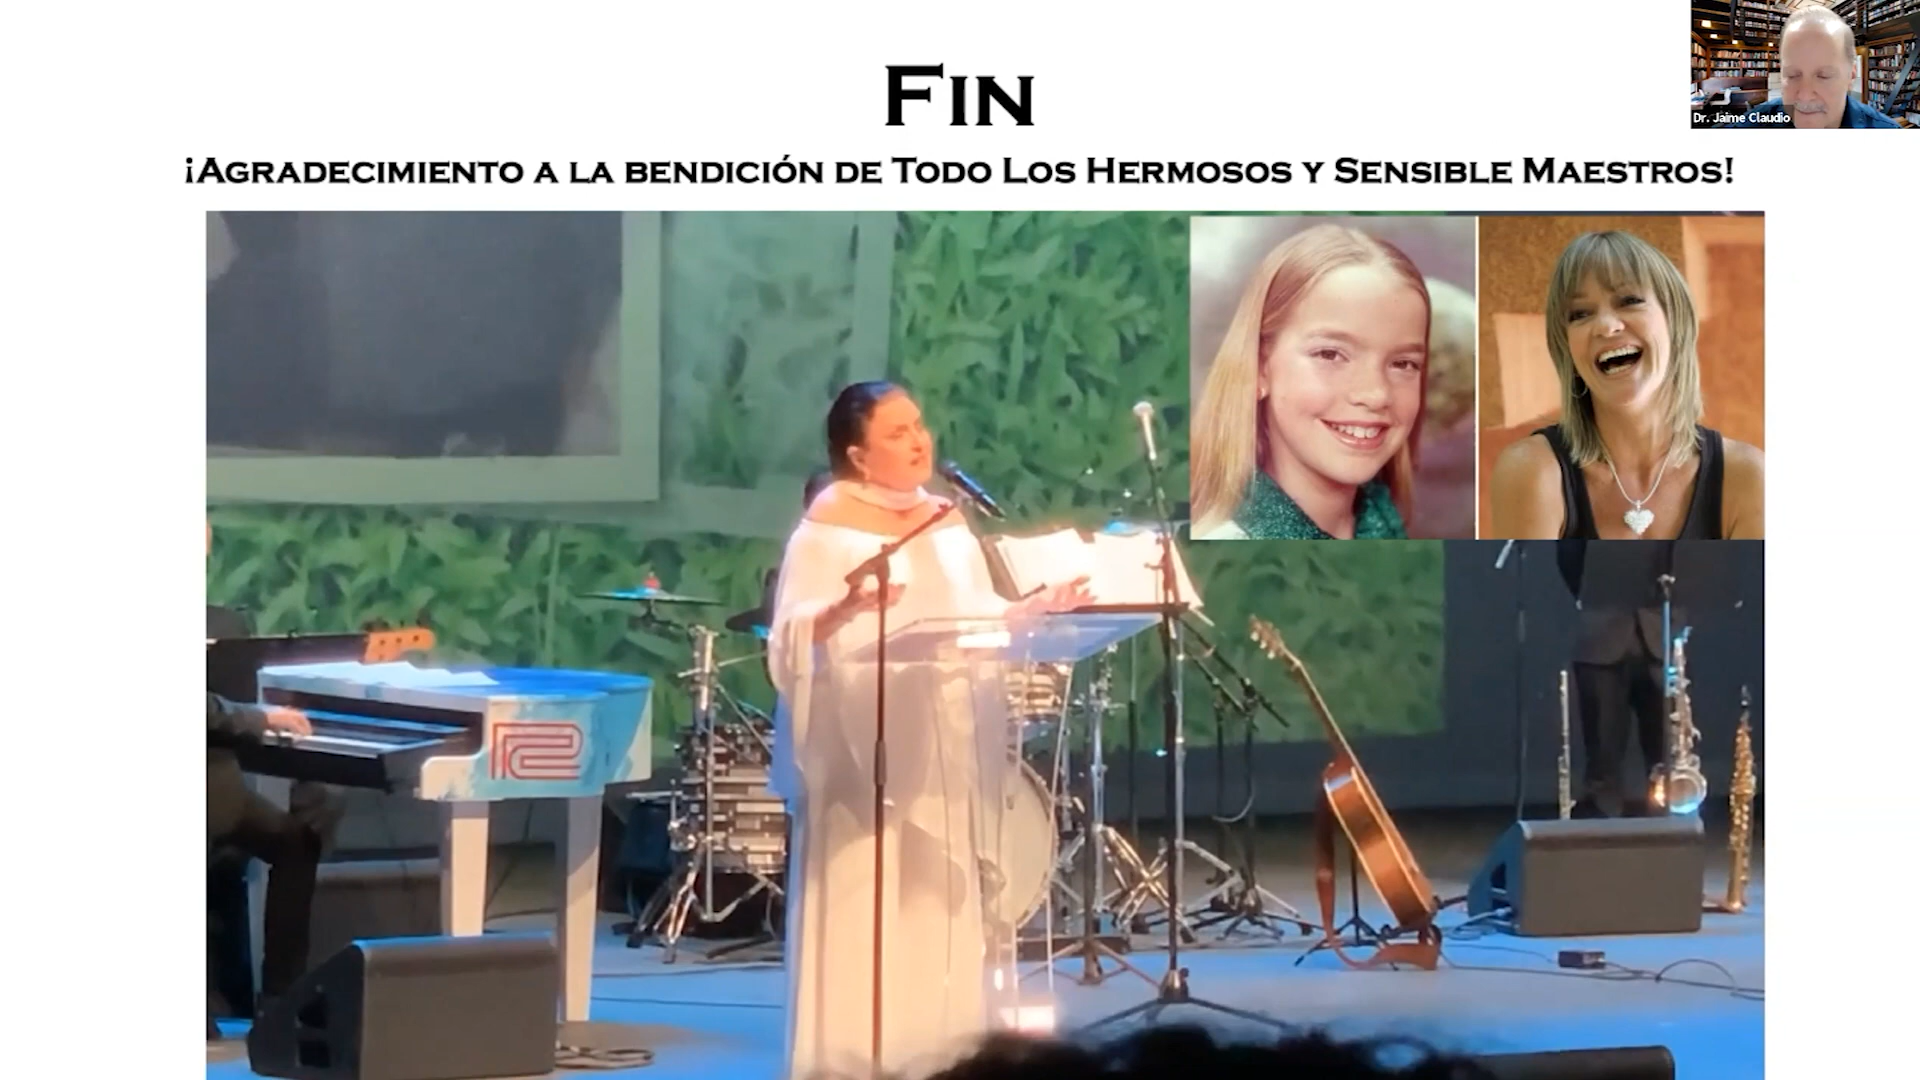 Fin
¡Agradecimiento a la bendición de Todo Los Hermosos y Sensible Maestros!
Dr. Jaime Claudio